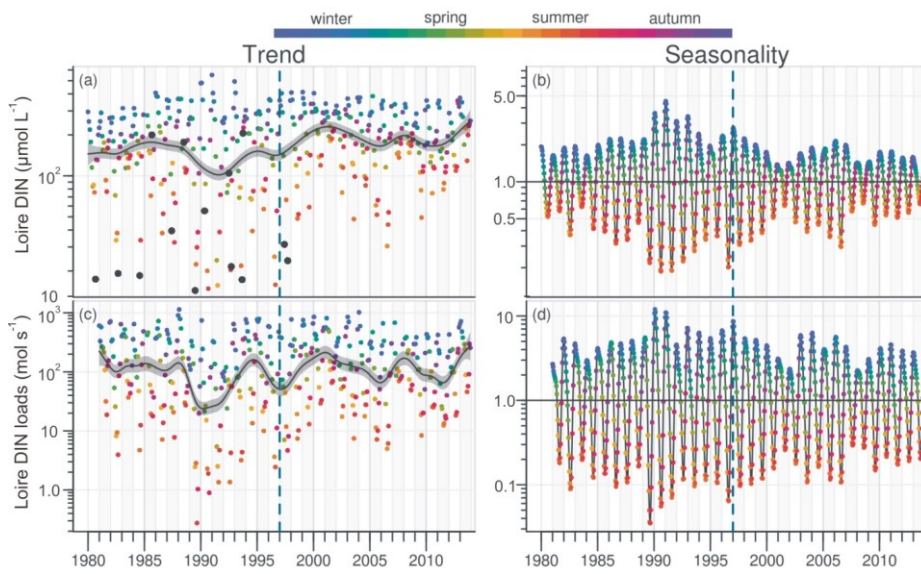 winter spring summer autumn
Trend Seasonality
(a) (b)
Loire DIN (μmol L⁻¹)
10²
10
5.0
1.0
0.5
(c) (d)
Loire DIN loads (mol s⁻¹)
10³
100
10
1.0
10
1.0
0.1
1980 1985 1990 1995 2000 2005 2010
1980 1985 1990 1995 2000 2005 2010